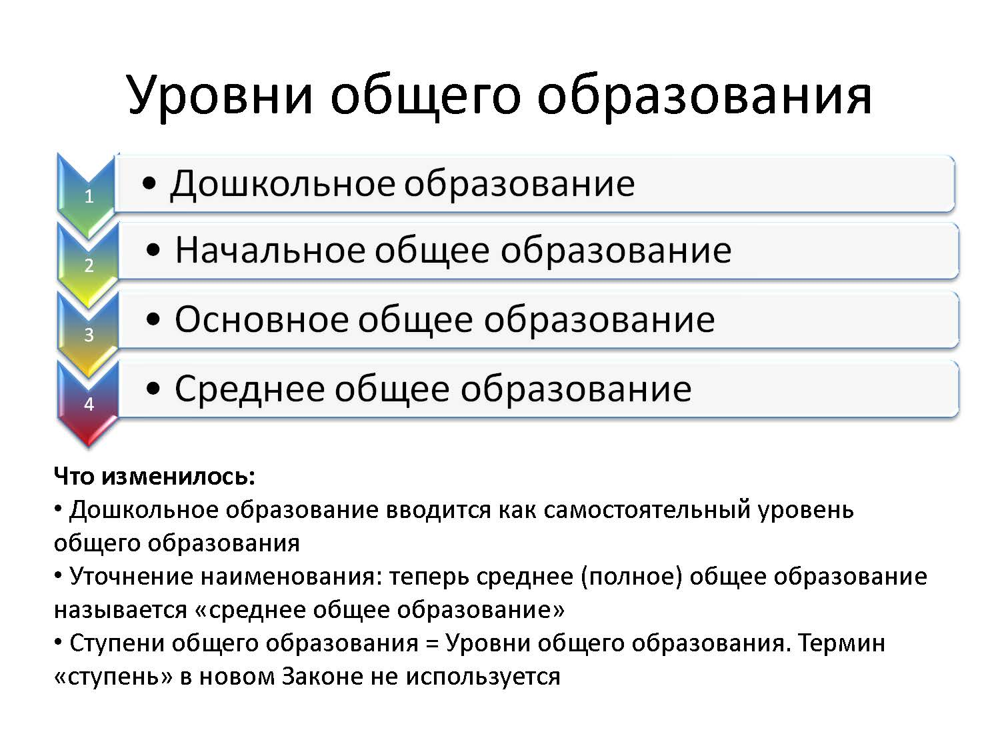 Уровни общего образования
1
• Дошкольное образование
2
• Начальное общее образование
3
• Основное общее образование
4
• Среднее общее образование
Что изменилось:
• Дошкольное образование вводится как самостоятельный уровень
общего образования
• Уточнение наименования: теперь среднее (полное) общее образование
называется «среднее общее образование»
• Ступени общего образования = Уровни общего образования. Термин
«ступень» в новом Законе не используется